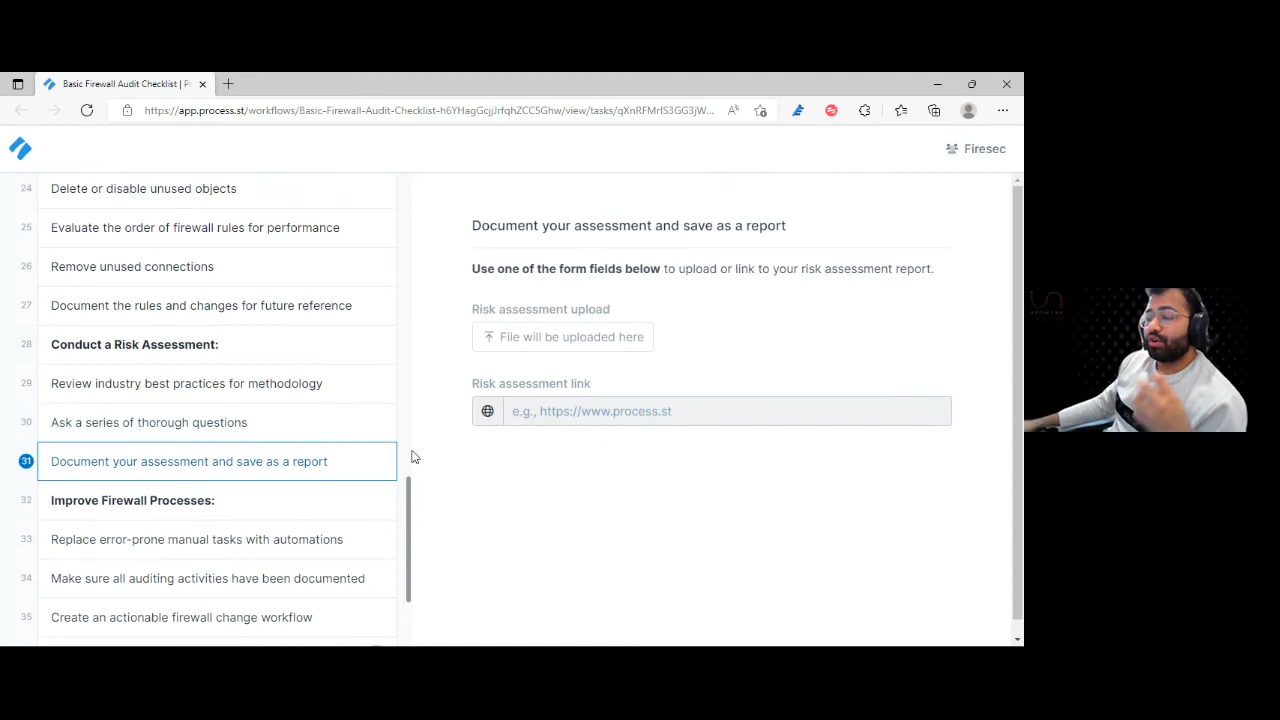 Basic Firewall Audit Checklist | P
https://app.process.st/workflows/Basic-Firewall-Audit-Checklist-h6YHagGcjjJrfqhZCC5Ghw/view/tasks/qXnRFMrIS3GG3jW...
Firesec
24 Delete or disable unused objects
25 Evaluate the order of firewall rules for performance
26 Remove unused connections
27 Document the rules and changes for future reference
28 Conduct a Risk Assessment:
29 Review industry best practices for methodology
30 Ask a series of thorough questions
31 Document your assessment and save as a report
32 Improve Firewall Processes:
33 Replace error-prone manual tasks with automations
34 Make sure all auditing activities have been documented
35 Create an actionable firewall change workflow
Document your assessment and save as a report
Use one of the form fields below to upload or link to your risk assessment report.
Risk assessment upload
File will be uploaded here
Risk assessment link
e.g., https://www.process.st